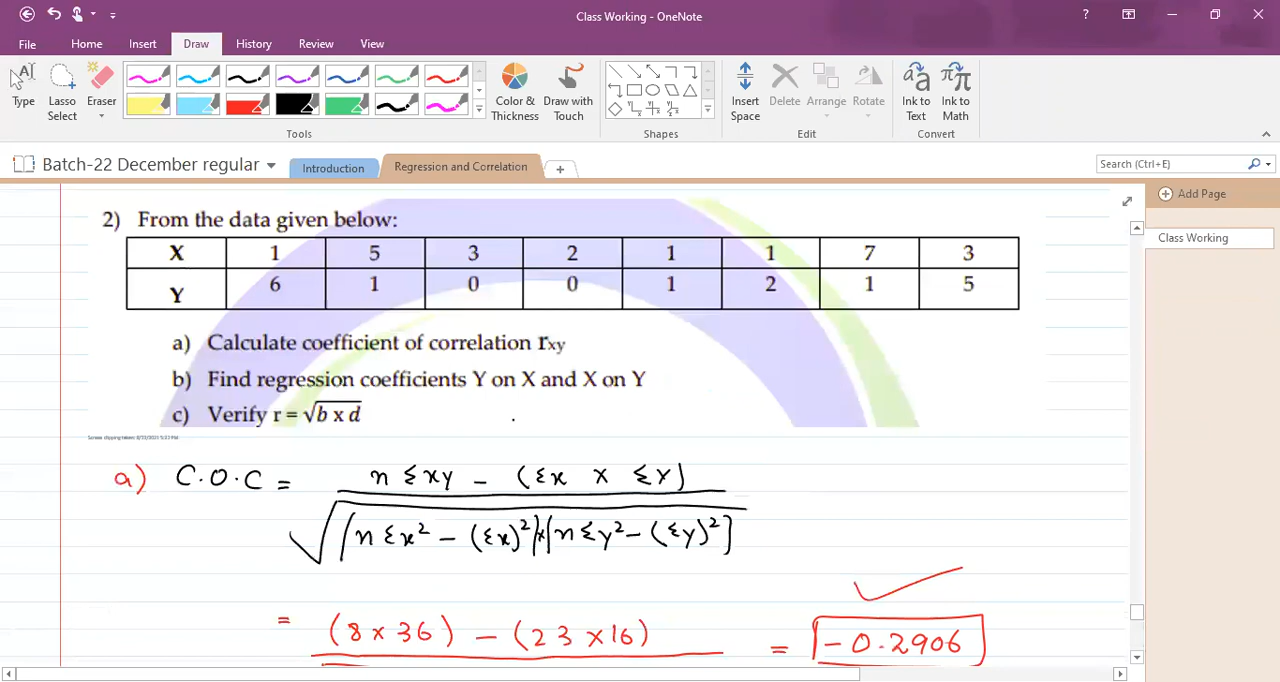 Class Working - OneNote
File Home Insert Draw History Review View
Type Lasso Select Eraser Color & Thickness Draw with Touch Insert Space Delete Arrange Rotate Ink to Text Ink to Math
Tools Shapes Edit Convert
Batch-22 December regular Introduction Regression and Correlation Search (Ctrl+E)
Add Page
Class Working
2) From the data given below:
X 1 5 3 2 1 1 7 3
Y 6 1 0 0 1 2 1 5
a) Calculate coefficient of correlation rxy
b) Find regression coefficients Y on X and X on Y
c) Verify r = √b x d
a) C.O.C = n Σxy - (Σx X Σy)
√[nΣx² - (Σx)²]×[nΣy² - (Σy)²]
= (8 x 36) - (23 x 16) = -0.2906